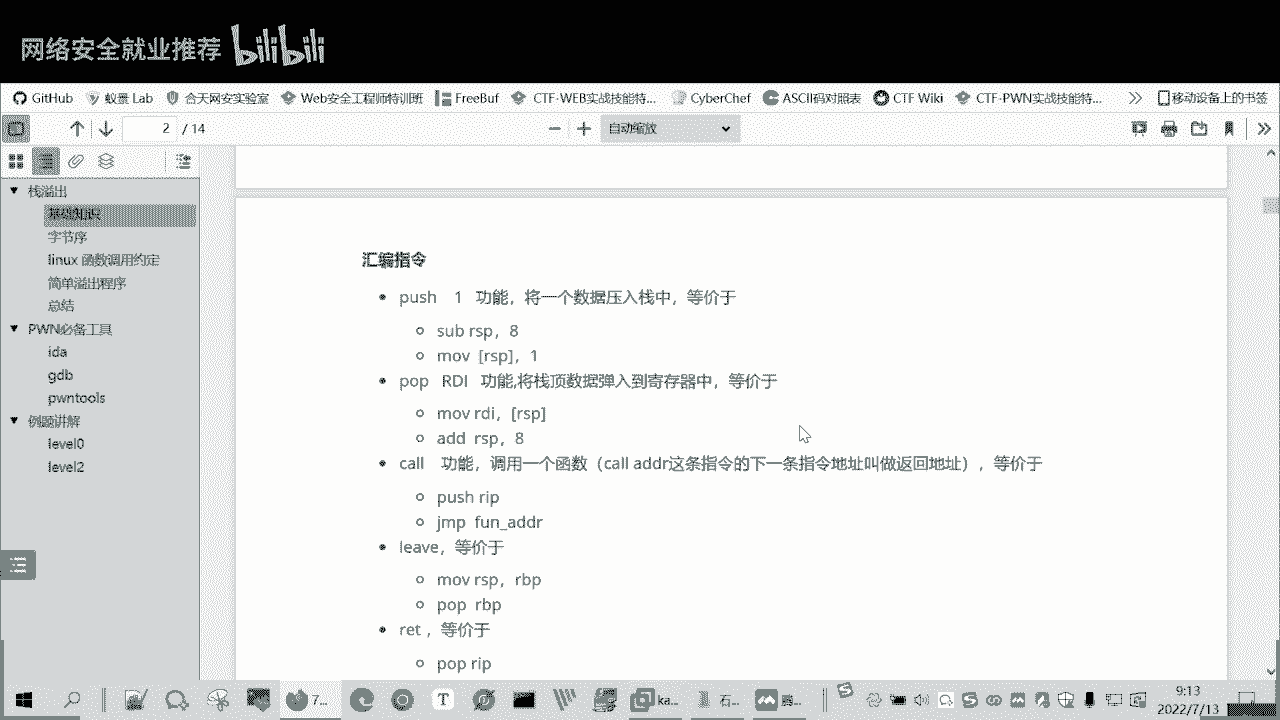 网络安全就业推荐 bilibili
GitHub 蚁景 Lab 合天网安实验室 Web安全工程师特训班 FreeBuf CTF-WEB实战技能特... CyberChef ASCII码对照表 CTF Wiki CTF-PWN实战技能特... 移动设备上的书签
2 / 14 自动缩放
栈溢出
基础知识
字节序
linux 函数调用约定
简单溢出程序
总结
PWN必备工具
ida
gdb
pwntools
例题讲解
level0
level2
汇编指令
push 1 功能，将一个数据压入栈中，等价于
sub rsp，8
mov [rsp]，1
pop RDI 功能,将栈顶数据弹入到寄存器中，等价于
mov rdi，[rsp]
add rsp，8
call 功能，调用一个函数（call addr这条指令的下一条指令地址叫做返回地址），等价于
push rip
jmp fun_addr
leave，等价于
mov rsp，rbp
pop rbp
ret ，等价于
pop rip
7... ka... 石...
9:13
2022/7/13